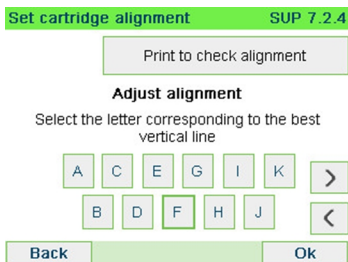 Set cartridge alignment SUP 7.2.4
Print to check alignment
Adjust alignment
Select the letter corresponding to the best
vertical line
A C E G I K >
B D F H J <
Back Ok